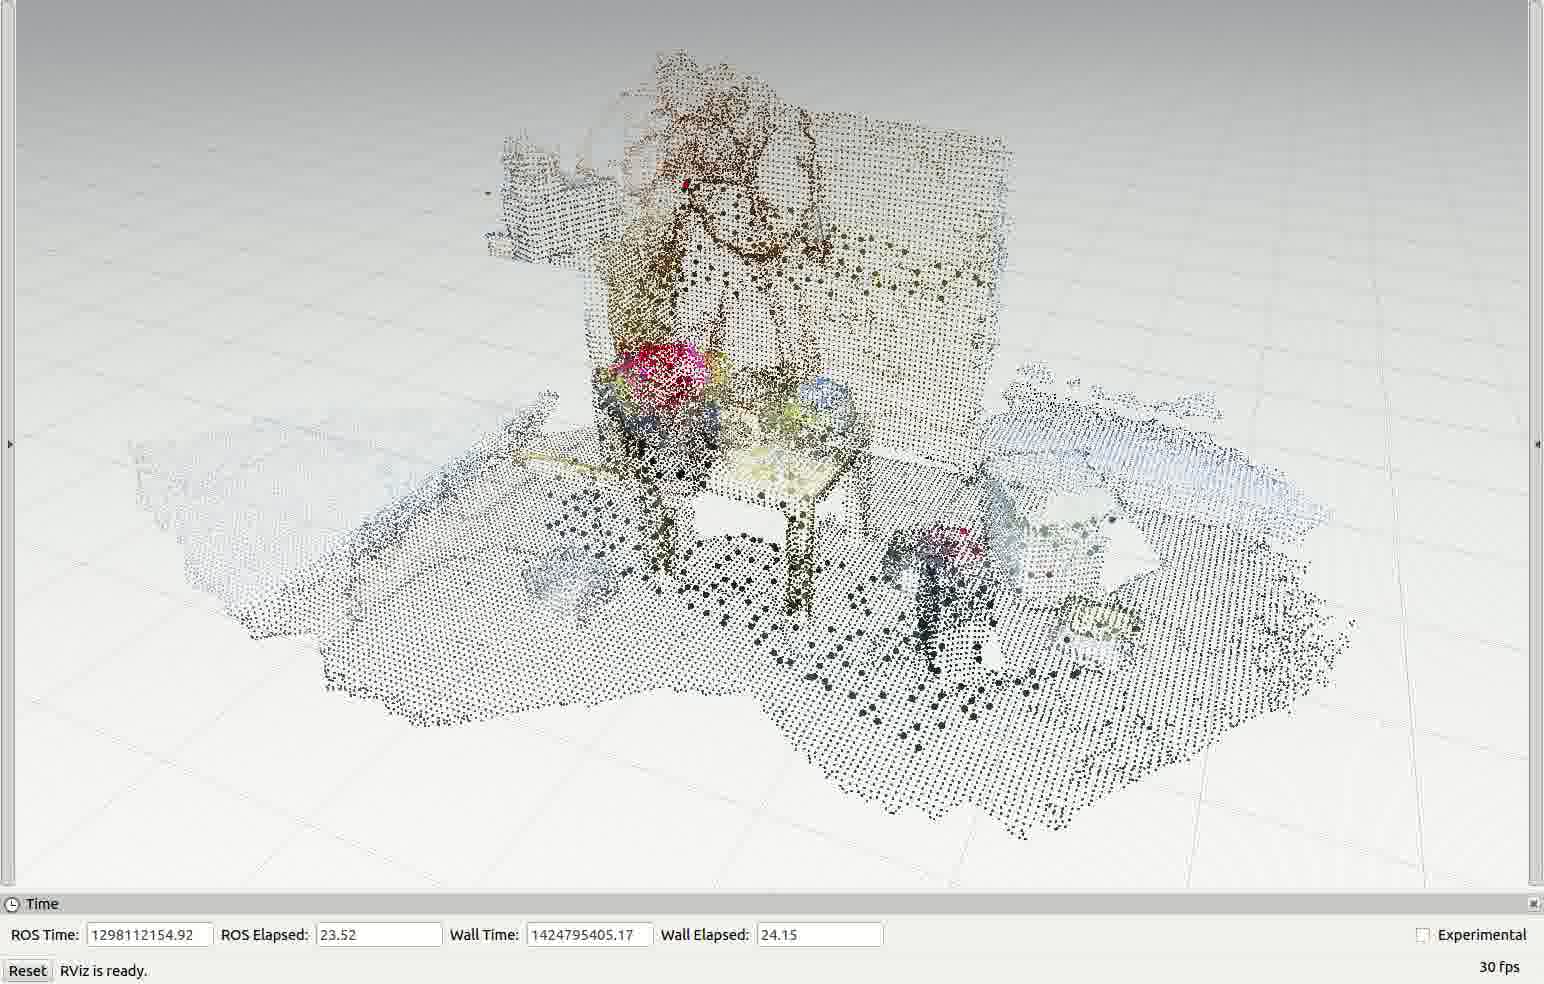 Time
ROS Time: 1298112154.92 ROS Elapsed: 23.52 Wall Time: 1424795405.17 Wall Elapsed: 24.15 Experimental
Reset RViz is ready. 30 fps